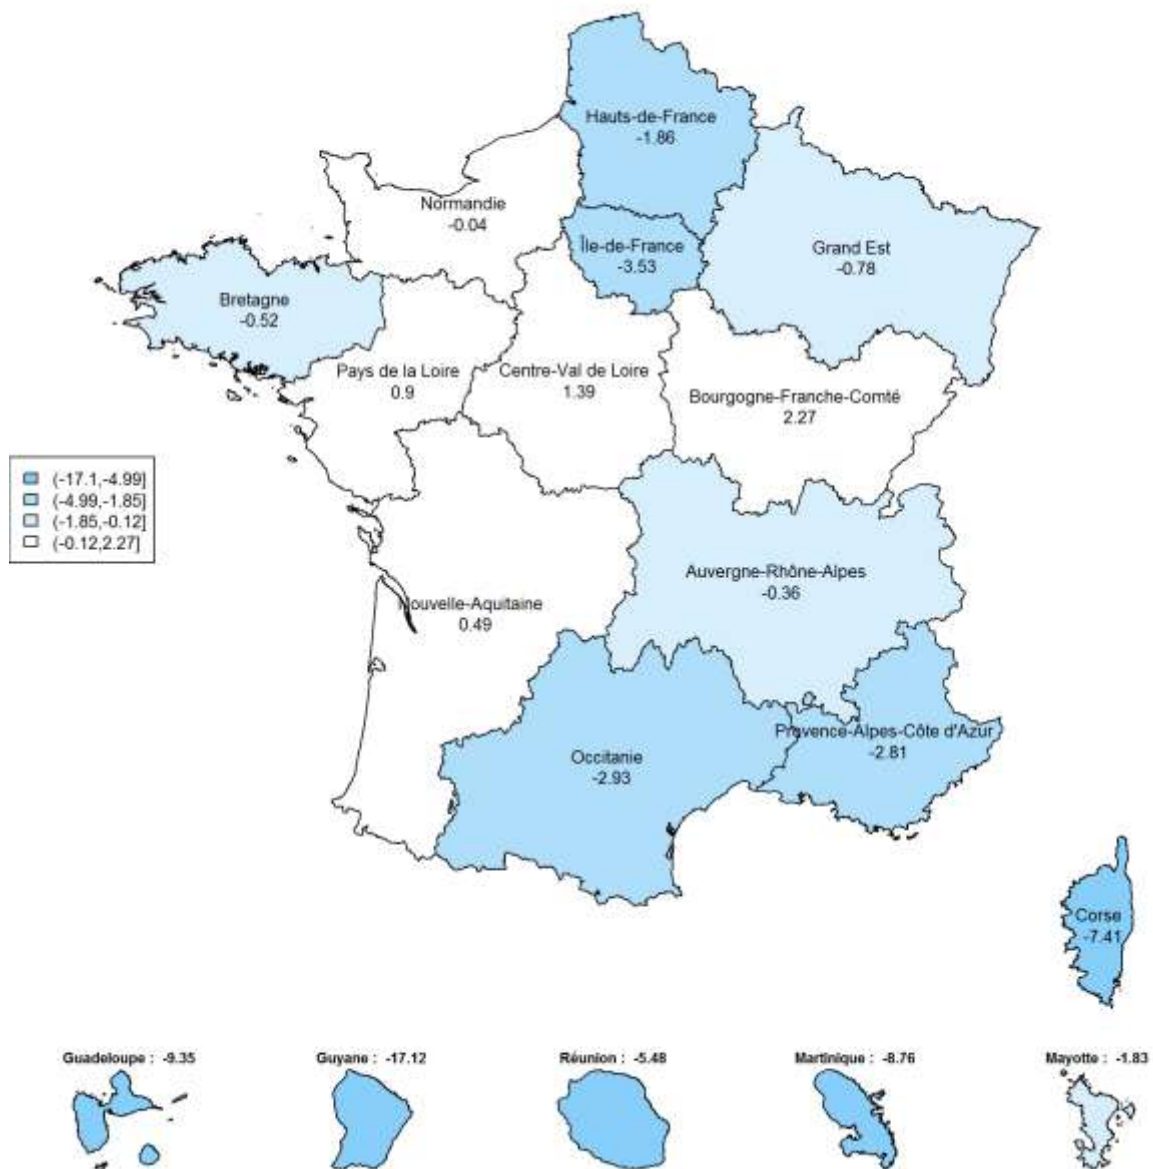 Hauts-de-France
-1.86
Normandie
-0.04
Île-de-France
-3.53
Grand Est
-0.78
Bretagne
-0.52
Pays de la Loire
0.9
Centre-Val de Loire
1.39
Bourgogne-Franche-Comté
2.27
(-17.1,-4.99]
(-4.99,-1.85]
(-1.85,-0.12]
(-0.12,2.27]
Auvergne-Rhône-Alpes
-0.36
Nouvelle-Aquitaine
0.49
Occitanie
-2.93
Provence-Alpes-Côte d'Azur
-2.81
Corse
-7.41
Guadeloupe : -9.35
Guyane : -17.12
Réunion : -5.48
Martinique : -8.76
Mayotte : -1.83